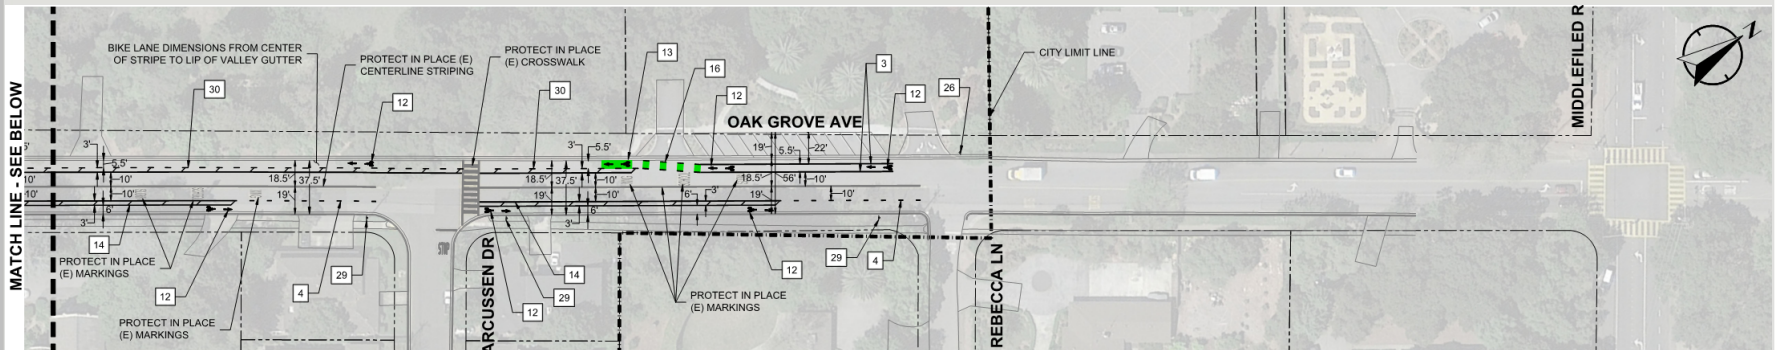 MATCH LINE - SEE BELOW
BIKE LANE DIMENSIONS FROM CENTER
OF STRIPE TO LIP OF VALLEY GUTTER
PROTECT IN PLACE (E)
CENTERLINE STRIPING
PROTECT IN PLACE
(E) CROSSWALK
13
16
3
CITY LIMIT LINE
MIDDLEFILED R
Z
30
12
30
12
12
26
OAK GROVE AVE
3'
5.5'
3'
5.5'
19'
5.5'
22'
10'
10'
18.5'
37.5'
18.5'
37.5'
10'
18.5'
56'
10'
10'
10'
19'
19'
10'
6'
3'
19'
10'
3'
6'
3'
6'
STOP
14
PROTECT IN PLACE
(E) MARKINGS
12
4
29
ARCUSSEN DR
14
29
12
12
29
4
REBECCA LN
PROTECT IN PLACE
(E) MARKINGS
PROTECT IN PLACE
(E) MARKINGS